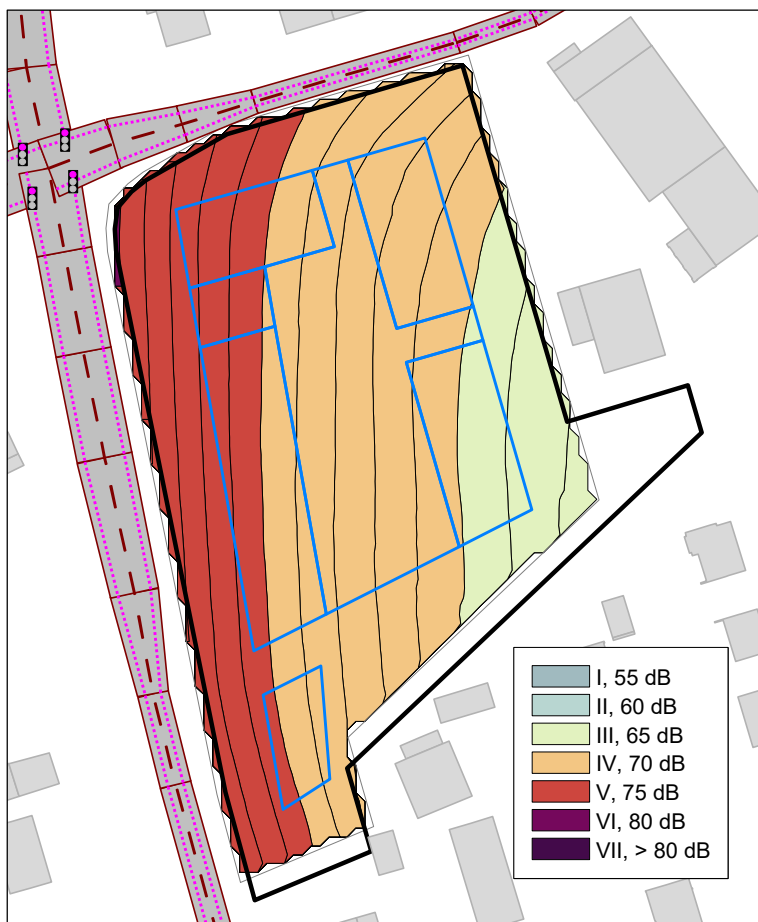 I, 55 dB
II, 60 dB
III, 65 dB
IV, 70 dB
V, 75 dB
VI, 80 dB
VII, > 80 dB